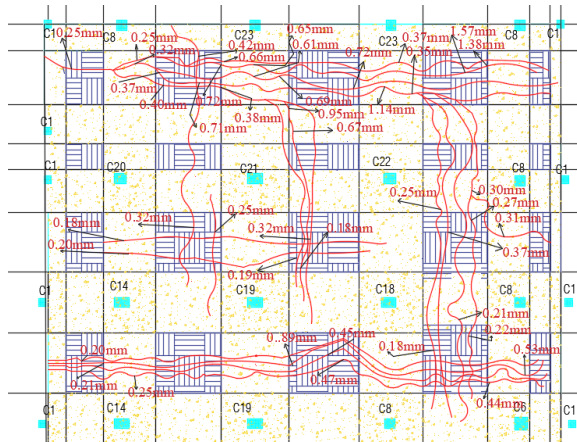 C1
0.25mm
C8
0.25mm
C23
0.65mm
C23
0.37mm
1.57mm
C8
C1
0.32mm
0.42mm
0.61mm
0.72mm
0.35mm
1.38mm
0.66mm
0.37mm
0.40mm
0.72mm
0.69mm
0.38mm
0.95mm
1.14mm
C1
0.71mm
0.67mm
C1
C20
C21
C22
C8
C1
0.25mm
0.30mm
0.27mm
0.18mm
0.32mm
0.25mm
0.32mm
0.18mm
0.31mm
0.20mm
0.37mm
0.19mm
C1
C14
C19
C18
C8
C1
0.21mm
0.22mm
0.20mm
0..89mm
0.45mm
0.18mm
0.53mm
0.21mm
0.25mm
0.47mm
0.44mm
C1
C14
C19
C8
C6
C1